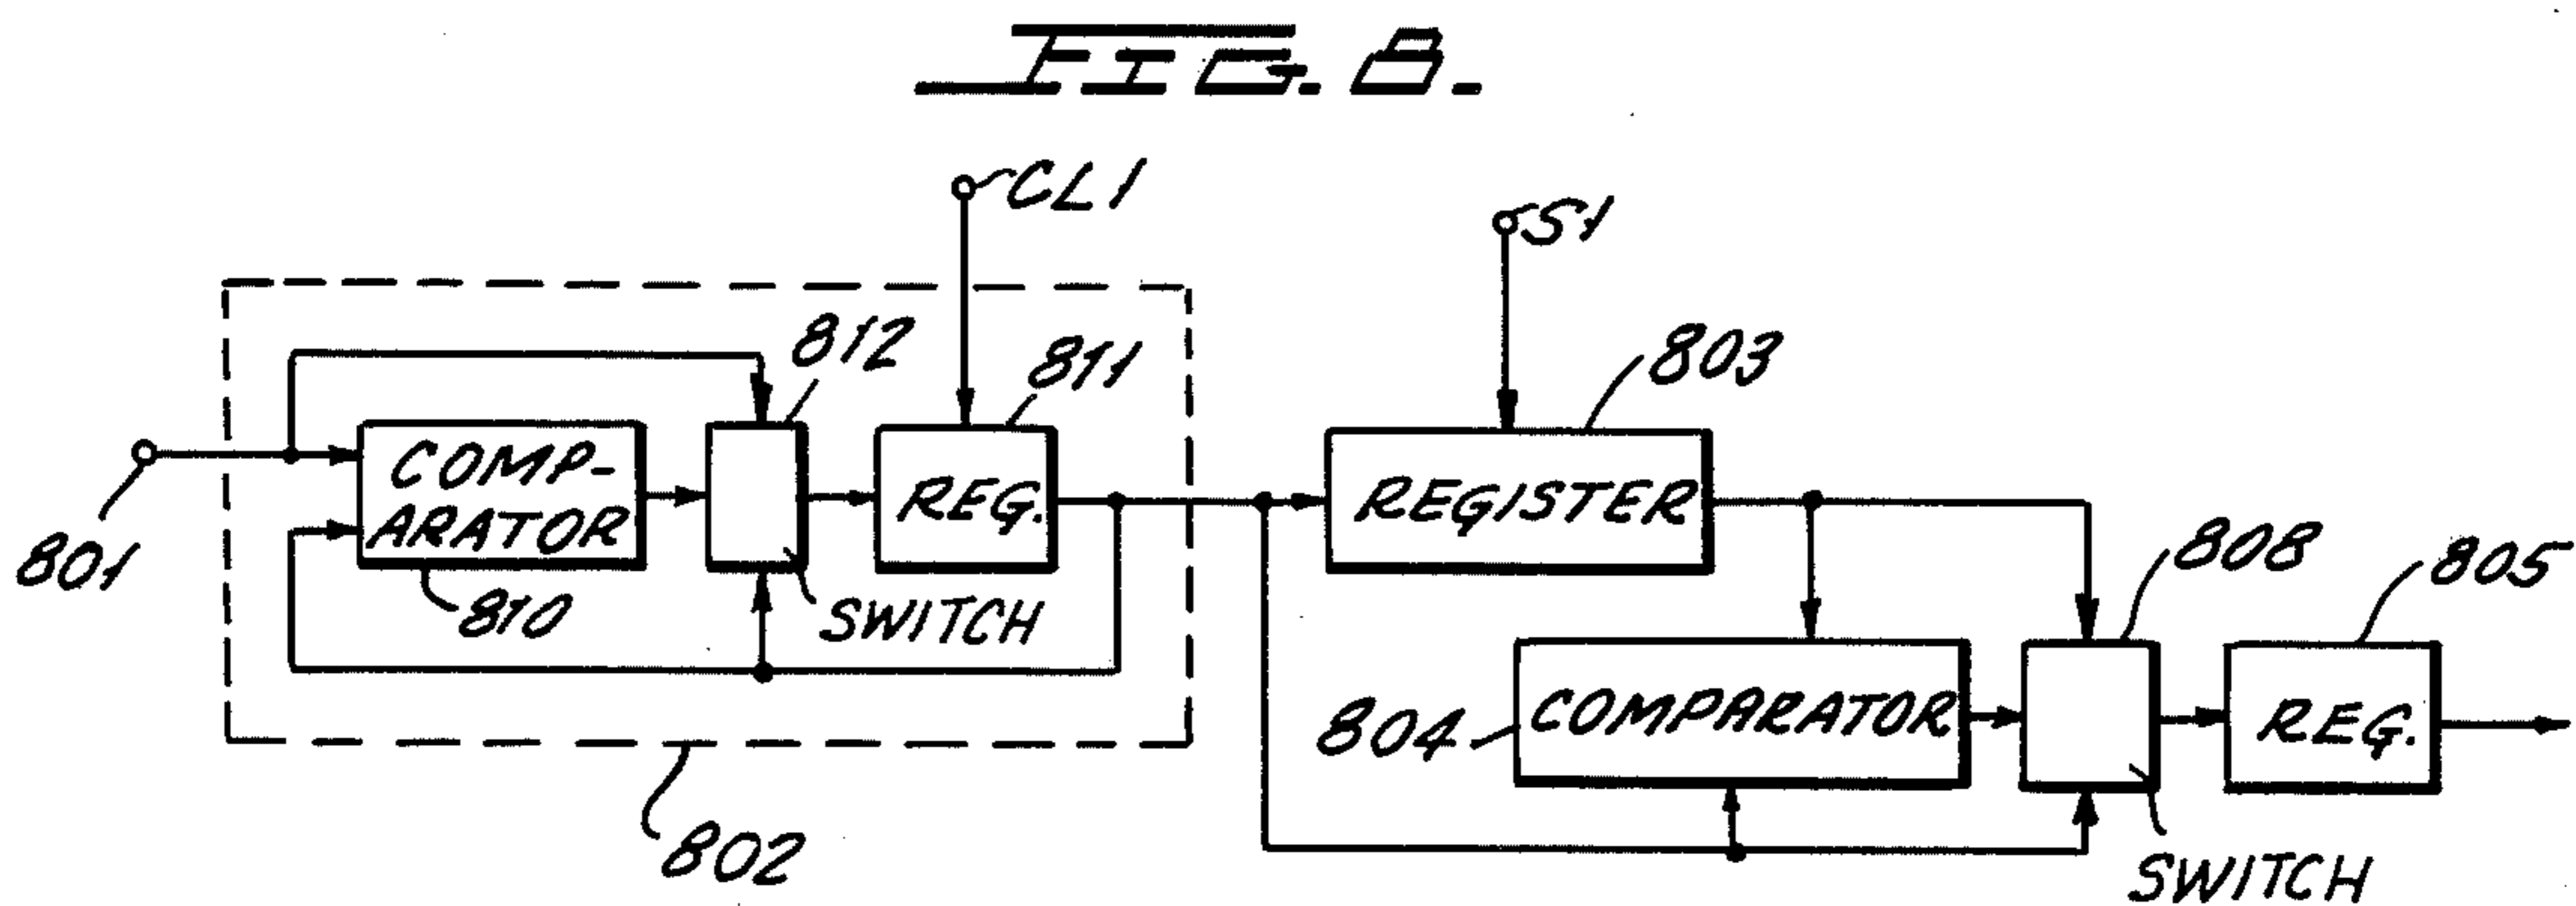 FIG. 8.
CL1
S1
812
811
803
COMP-
ARATOR
REG.
REGISTER
801
810
SWITCH
808
805
804
COMPARATOR
REG.
802
SWITCH